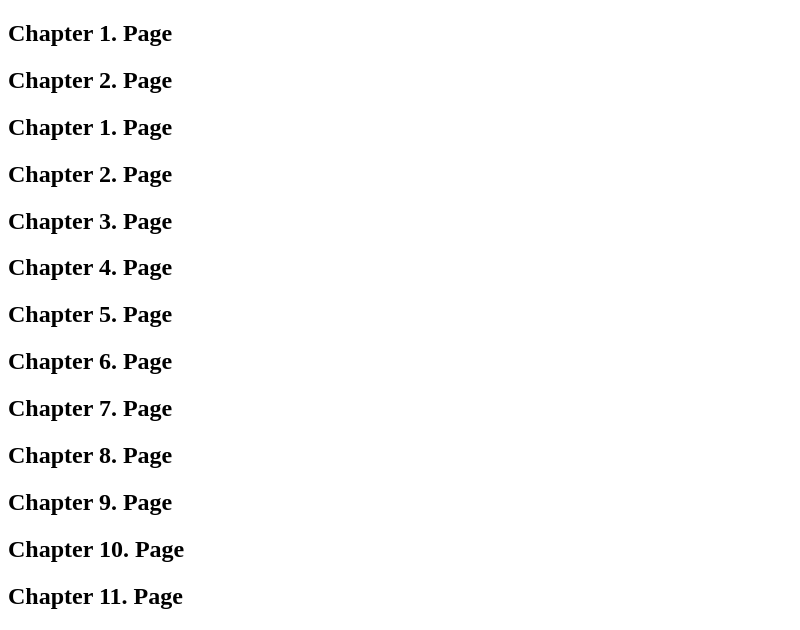 Chapter 1. Page
Chapter 2. Page
Chapter 1. Page
Chapter 2. Page
Chapter 3. Page
Chapter 4. Page
Chapter 5. Page
Chapter 6. Page
Chapter 7. Page
Chapter 8. Page
Chapter 9. Page
Chapter 10. Page
Chapter 11. Page